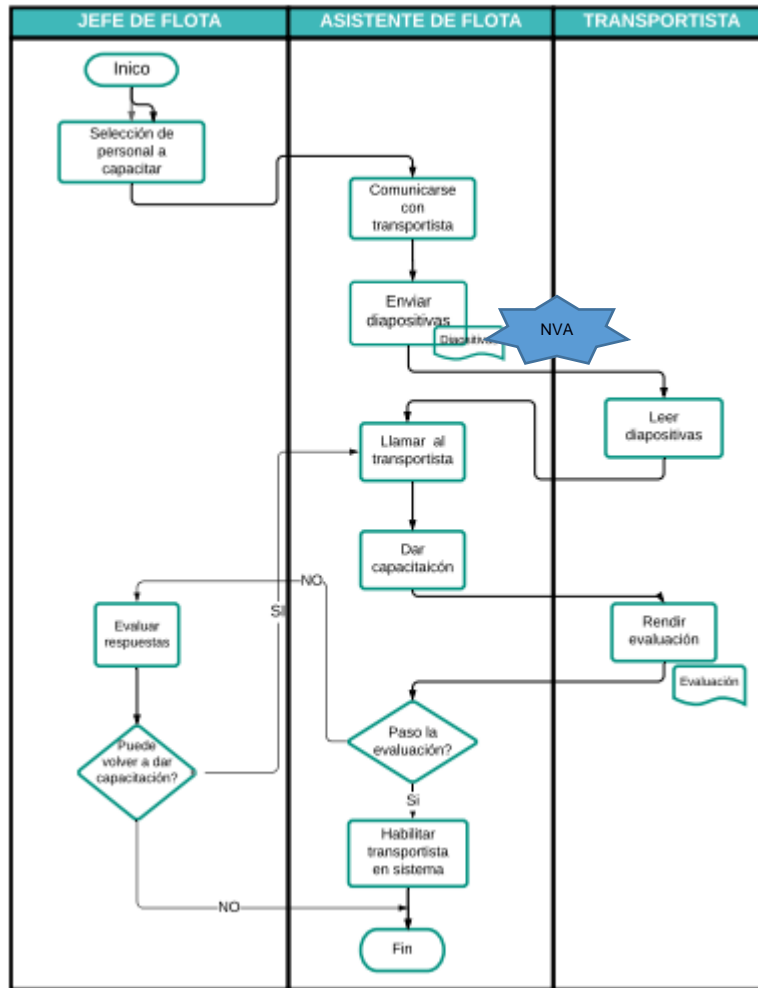 JEFE DE FLOTA
ASISTENTE DE FLOTA
TRANSPORTISTA
Inico
Selección de
personal a
capacitar
Comunicarse
con
transportista
Enviar
diapositivas
NVA
Leer
diapositivas
Llamar al
transportista
Dar
capacitaicón
NO
SI
Evaluar
respuestas
Rendir
evaluación
Evaluación
Paso la
evaluación?
Puede
volver a dar
capacitación?
Si
Habilitar
transportista
en sistema
NO
Fin